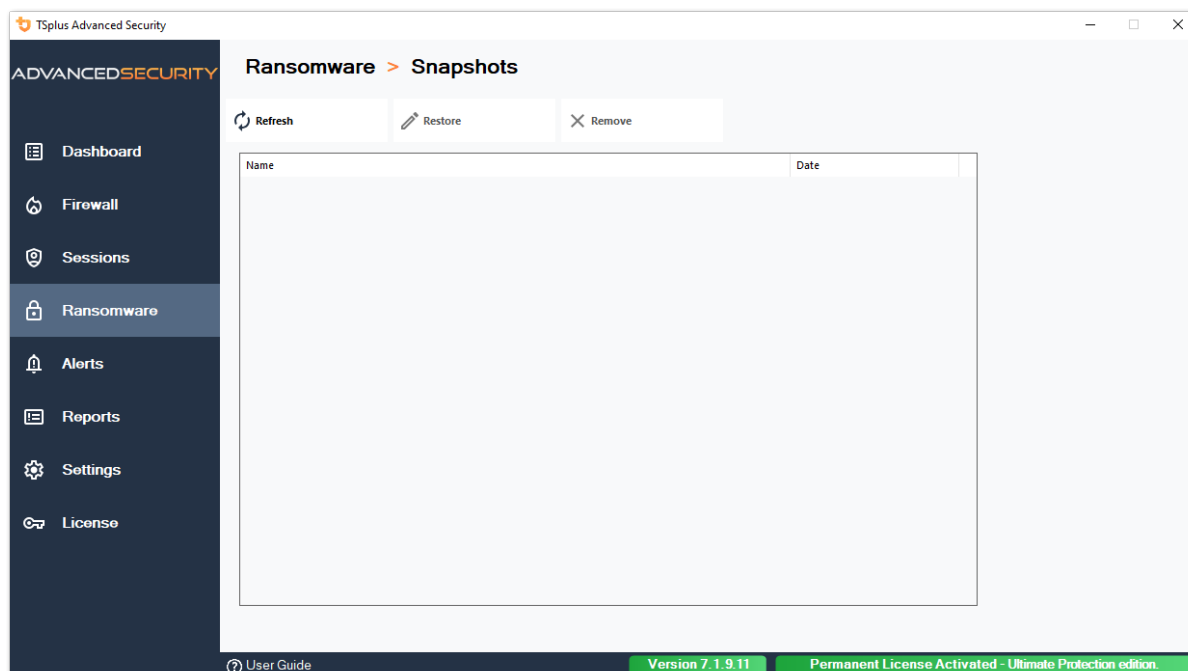 TSplus Advanced Security
ADVANCEDSECURITY
Ransomware > Snapshots
Refresh
Restore
Remove
Name
Date
Dashboard
Firewall
Sessions
Ransomware
Alerts
Reports
Settings
License
User Guide
Version 7.1.9.11
Permanent License Activated - Ultimate Protection edition.